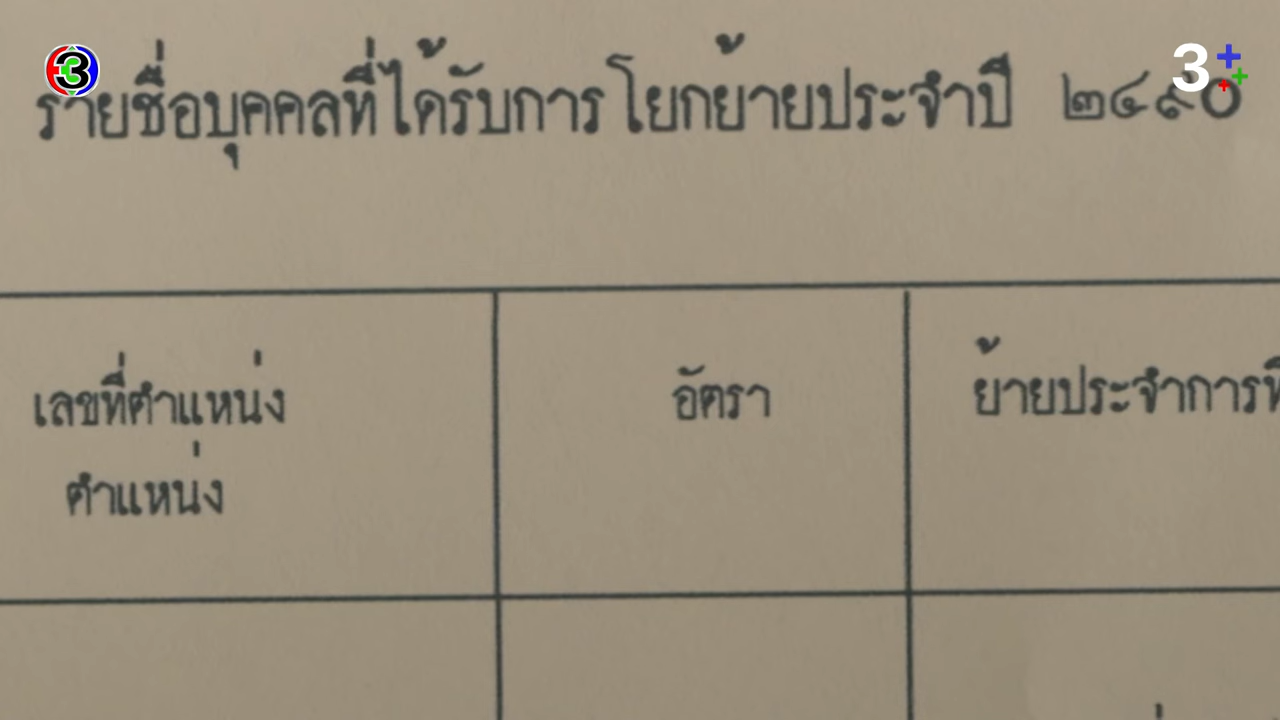 3
3+
รายชื่อบุคคลที่ได้รับการโยกย้ายประจำปี ๒๔๙๐
เลขที่ตำแหน่ง
ตำแหน่ง
อัตรา
ย้ายประจำการที่